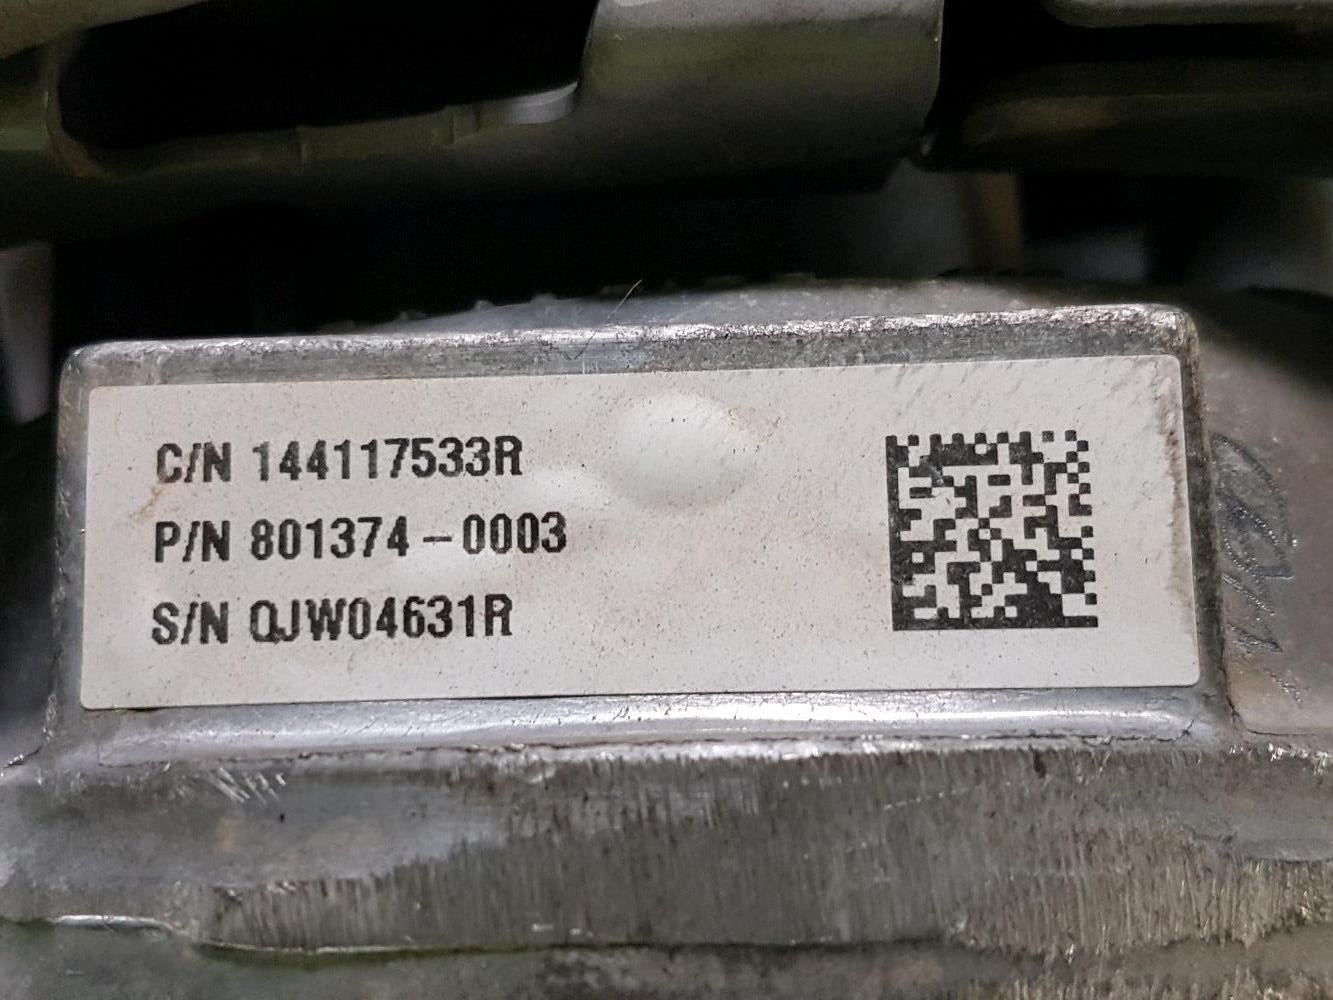 C/N 144117533R
P/N 801374-0003
S/N QJW04631R